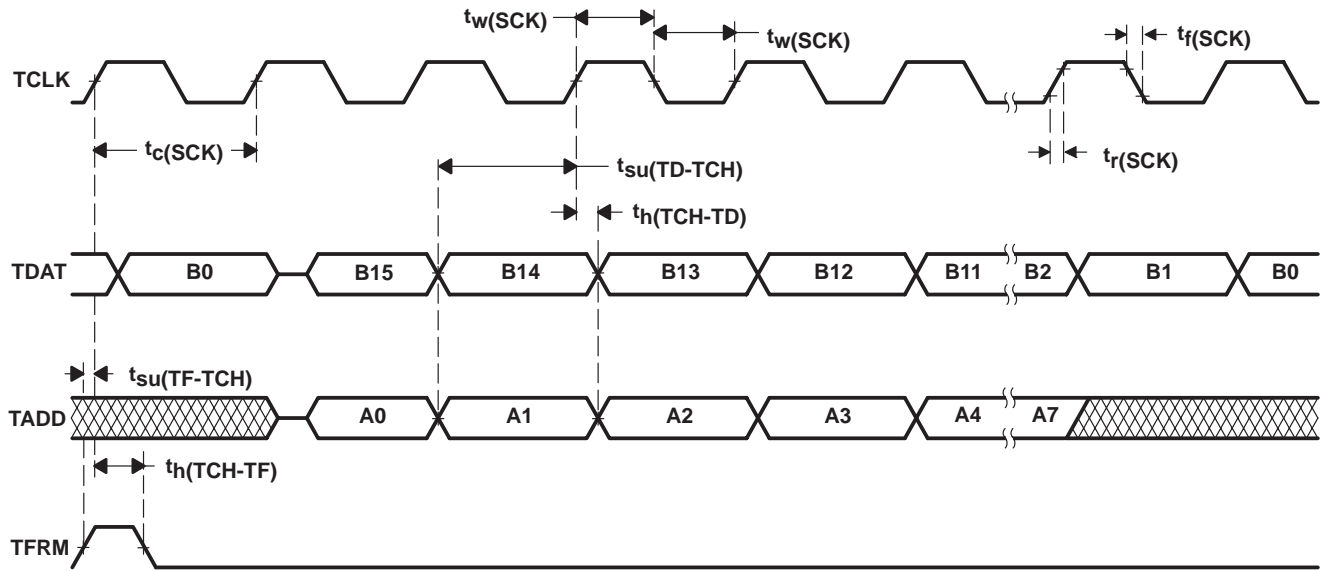 tw(SCK)
tw(SCK)
tf(SCK)
TCLK
tc(SCK)
tsu(TD-TCH)
tr(SCK)
th(TCH-TD)
TDAT B0 B15 B14 B13 B12 B11 B2 B1 B0
tsu(TF-TCH)
TADD A0 A1 A2 A3 A4 A7
th(TCH-TF)
TFRM